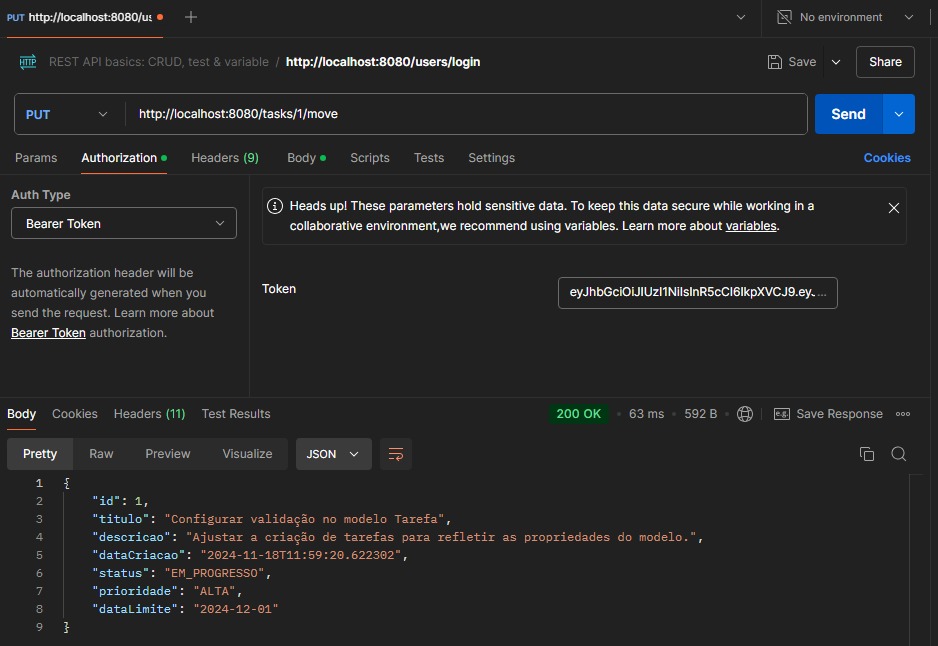 PUT http://localhost:8080/us
No environment
HTTP REST API basics: CRUD, test & variable / http://localhost:8080/users/login
Save
Share
PUT
http://localhost:8080/tasks/1/move
Send
Params
Authorization
Headers (9)
Body
Scripts
Tests
Settings
Cookies
Auth Type
Bearer Token
The authorization header will be
automatically generated when you
send the request. Learn more about
Bearer Token authorization.
Heads up! These parameters hold sensitive data. To keep this data secure while working in a
collaborative environment,we recommend using variables. Learn more about variables.
Token
eyJhbGciOiJIUzI1NiIsInR5cCI6IkpXVCJ9.ey...
Body
Cookies
Headers (11)
Test Results
200 OK
63 ms
592 B
e.g.
Save Response
Pretty
Raw
Preview
Visualize
JSON
1 {
2 "id": 1,
3 "titulo": "Configurar validação no modelo Tarefa",
4 "descricao": "Ajustar a criação de tarefas para refletir as propriedades do modelo.",
5 "dataCriacao": "2024-11-18T11:59:20.622302",
6 "status": "EM_PROGRESSO",
7 "prioridade": "ALTA",
8 "dataLimite": "2024-12-01"
9 }